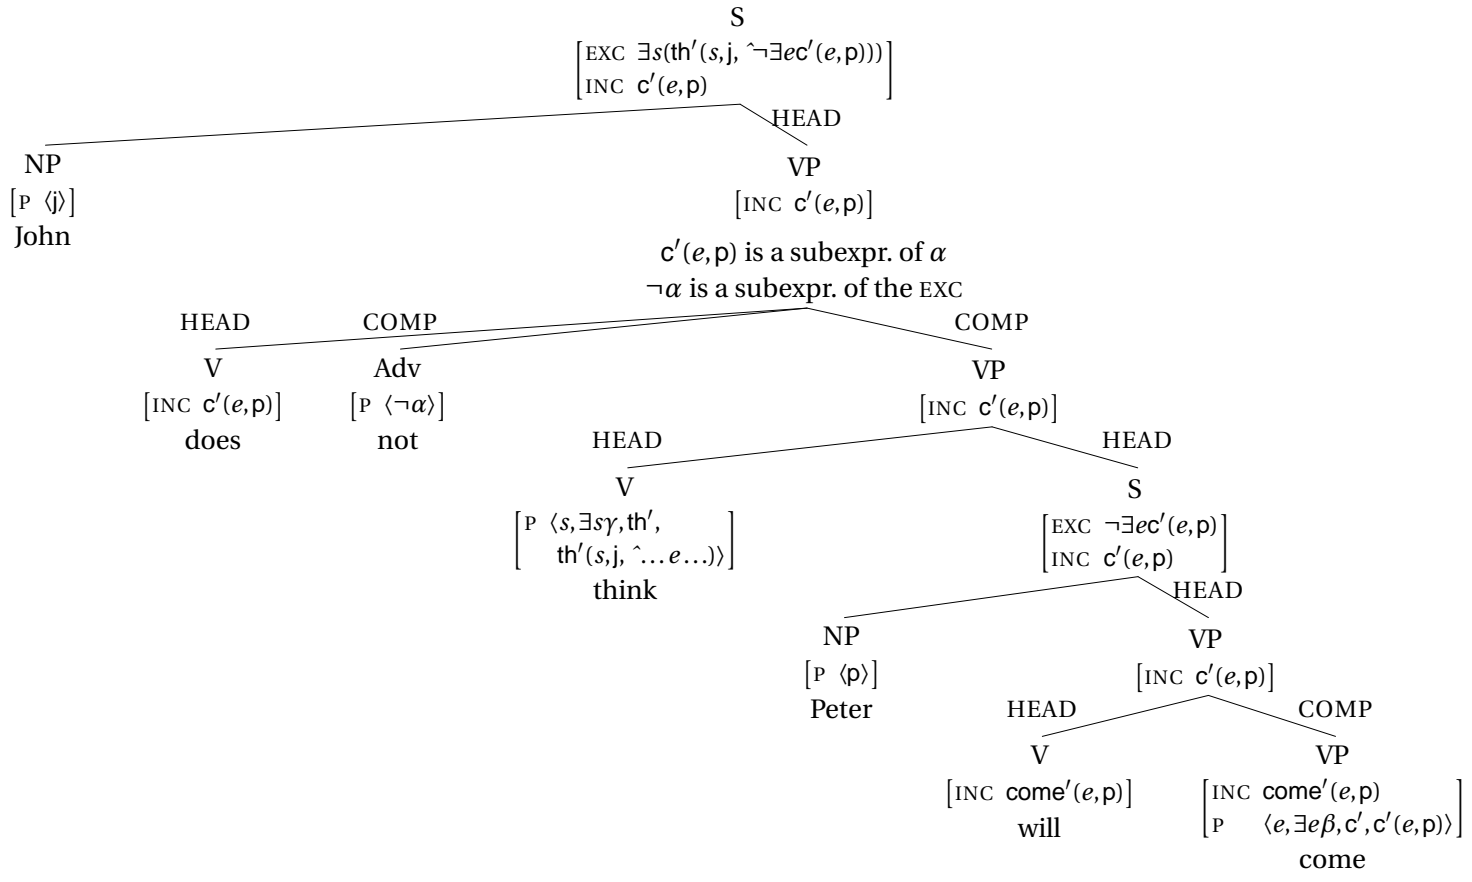 S
[EXC ∃s(th′(s,j, ˆ¬∃ec′(e,p)))
INC c′(e,p)]
HEAD
NP
VP
[P ⟨j⟩]
[INC c′(e,p)]
John
c′(e,p) is a subexpr. of α
¬α is a subexpr. of the EXC
HEAD COMP COMP
V Adv VP
[INC c′(e,p)] [P ⟨¬α⟩] [INC c′(e,p)]
does not
HEAD HEAD
V S
[P ⟨s,∃sγ,th′,
th′(s,j, ˆ…e…)⟩]
[EXC ¬∃ec′(e,p)
INC c′(e,p)]
think
HEAD
NP VP
[P ⟨p⟩] [INC c′(e,p)]
Peter
HEAD COMP
V VP
[INC come′(e,p)]
[INC come′(e,p)
P ⟨e,∃eβ,c′,c′(e,p)⟩]
will
come